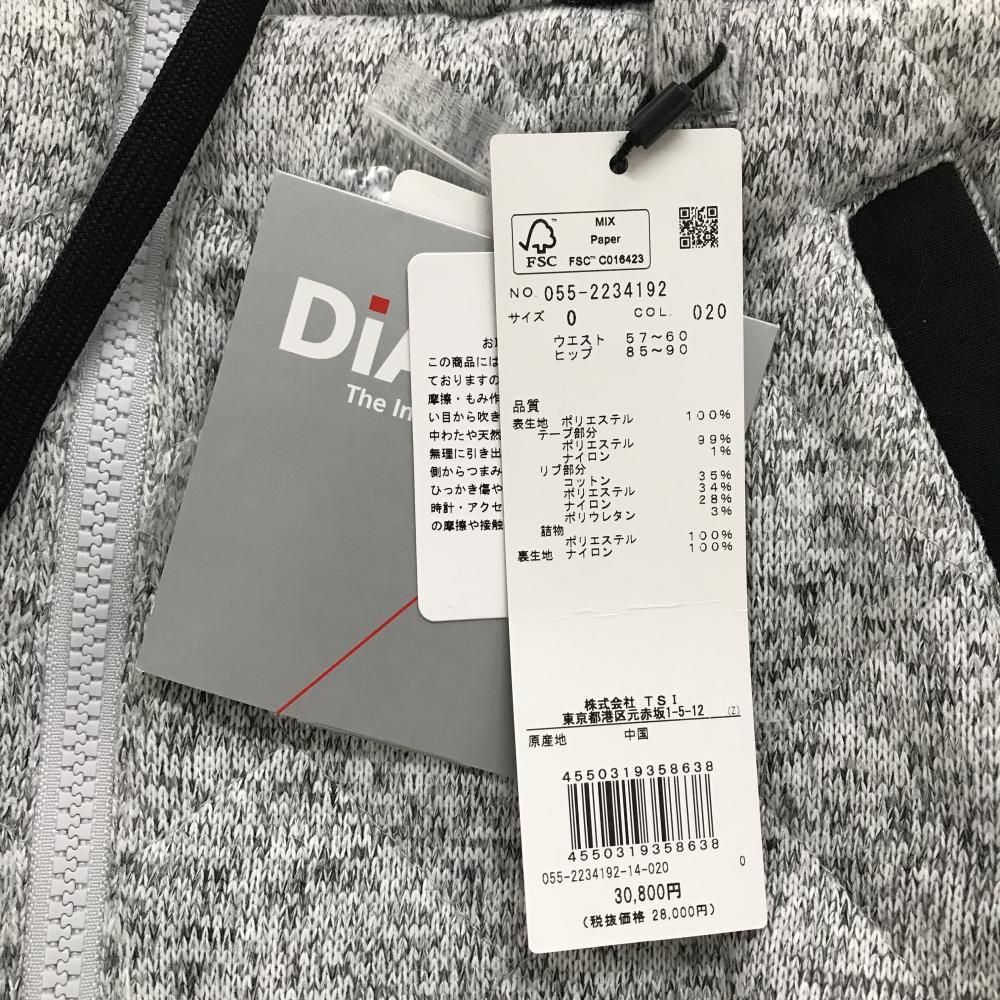 DiA
The In
お
この商品には
ておりますの
摩擦・もみ作
い目から吹き
中わたや天然
無理に引き出
側からつまみ
ひっかき傷や
時計・アクセ
の摩擦や接触
FSC™
MIX
Paper
FSC™ C016423
NO. 055-2234192
サイズ 0 COL. 020
ウエスト 57～60
ヒップ 85～90
品質
表生地 ポリエステル 100%
テープ部分
ポリエステル 99%
ナイロン 1%
リブ部分
コットン 35%
ポリエステル 34%
ナイロン 28%
ポリウレタン 3%
詰物
ポリエステル 100%
裏生地 ナイロン 100%
株式会社 TSI
東京都港区元赤坂1-5-12 (Z)
原産地 中国
4550319358638
4550319358638
055-2234192-14-020 0
30,800円
(税抜価格 28,000円)